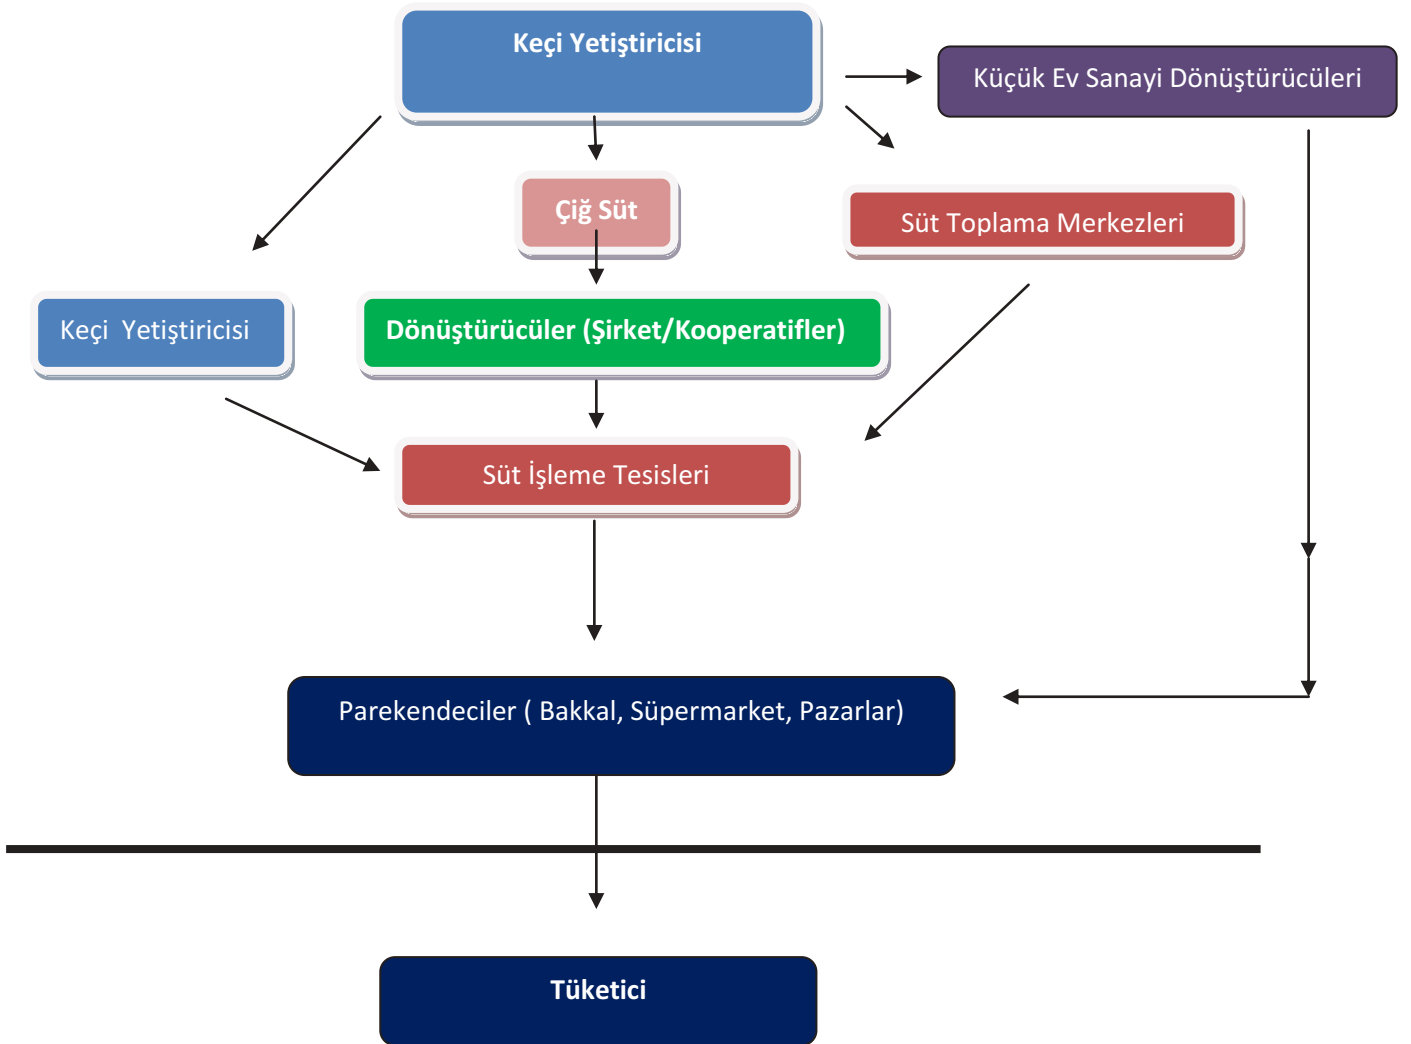 Keçi Yetiştiricisi
Küçük Ev Sanayi Dönüştürücüleri
Çiğ Süt
Süt Toplama Merkezleri
Keçi  Yetiştiricisi
Dönüştürücüler (Şirket/Kooperatifler)
Süt İşleme Tesisleri
Parekendeciler ( Bakkal, Süpermarket, Pazarlar)
Tüketici